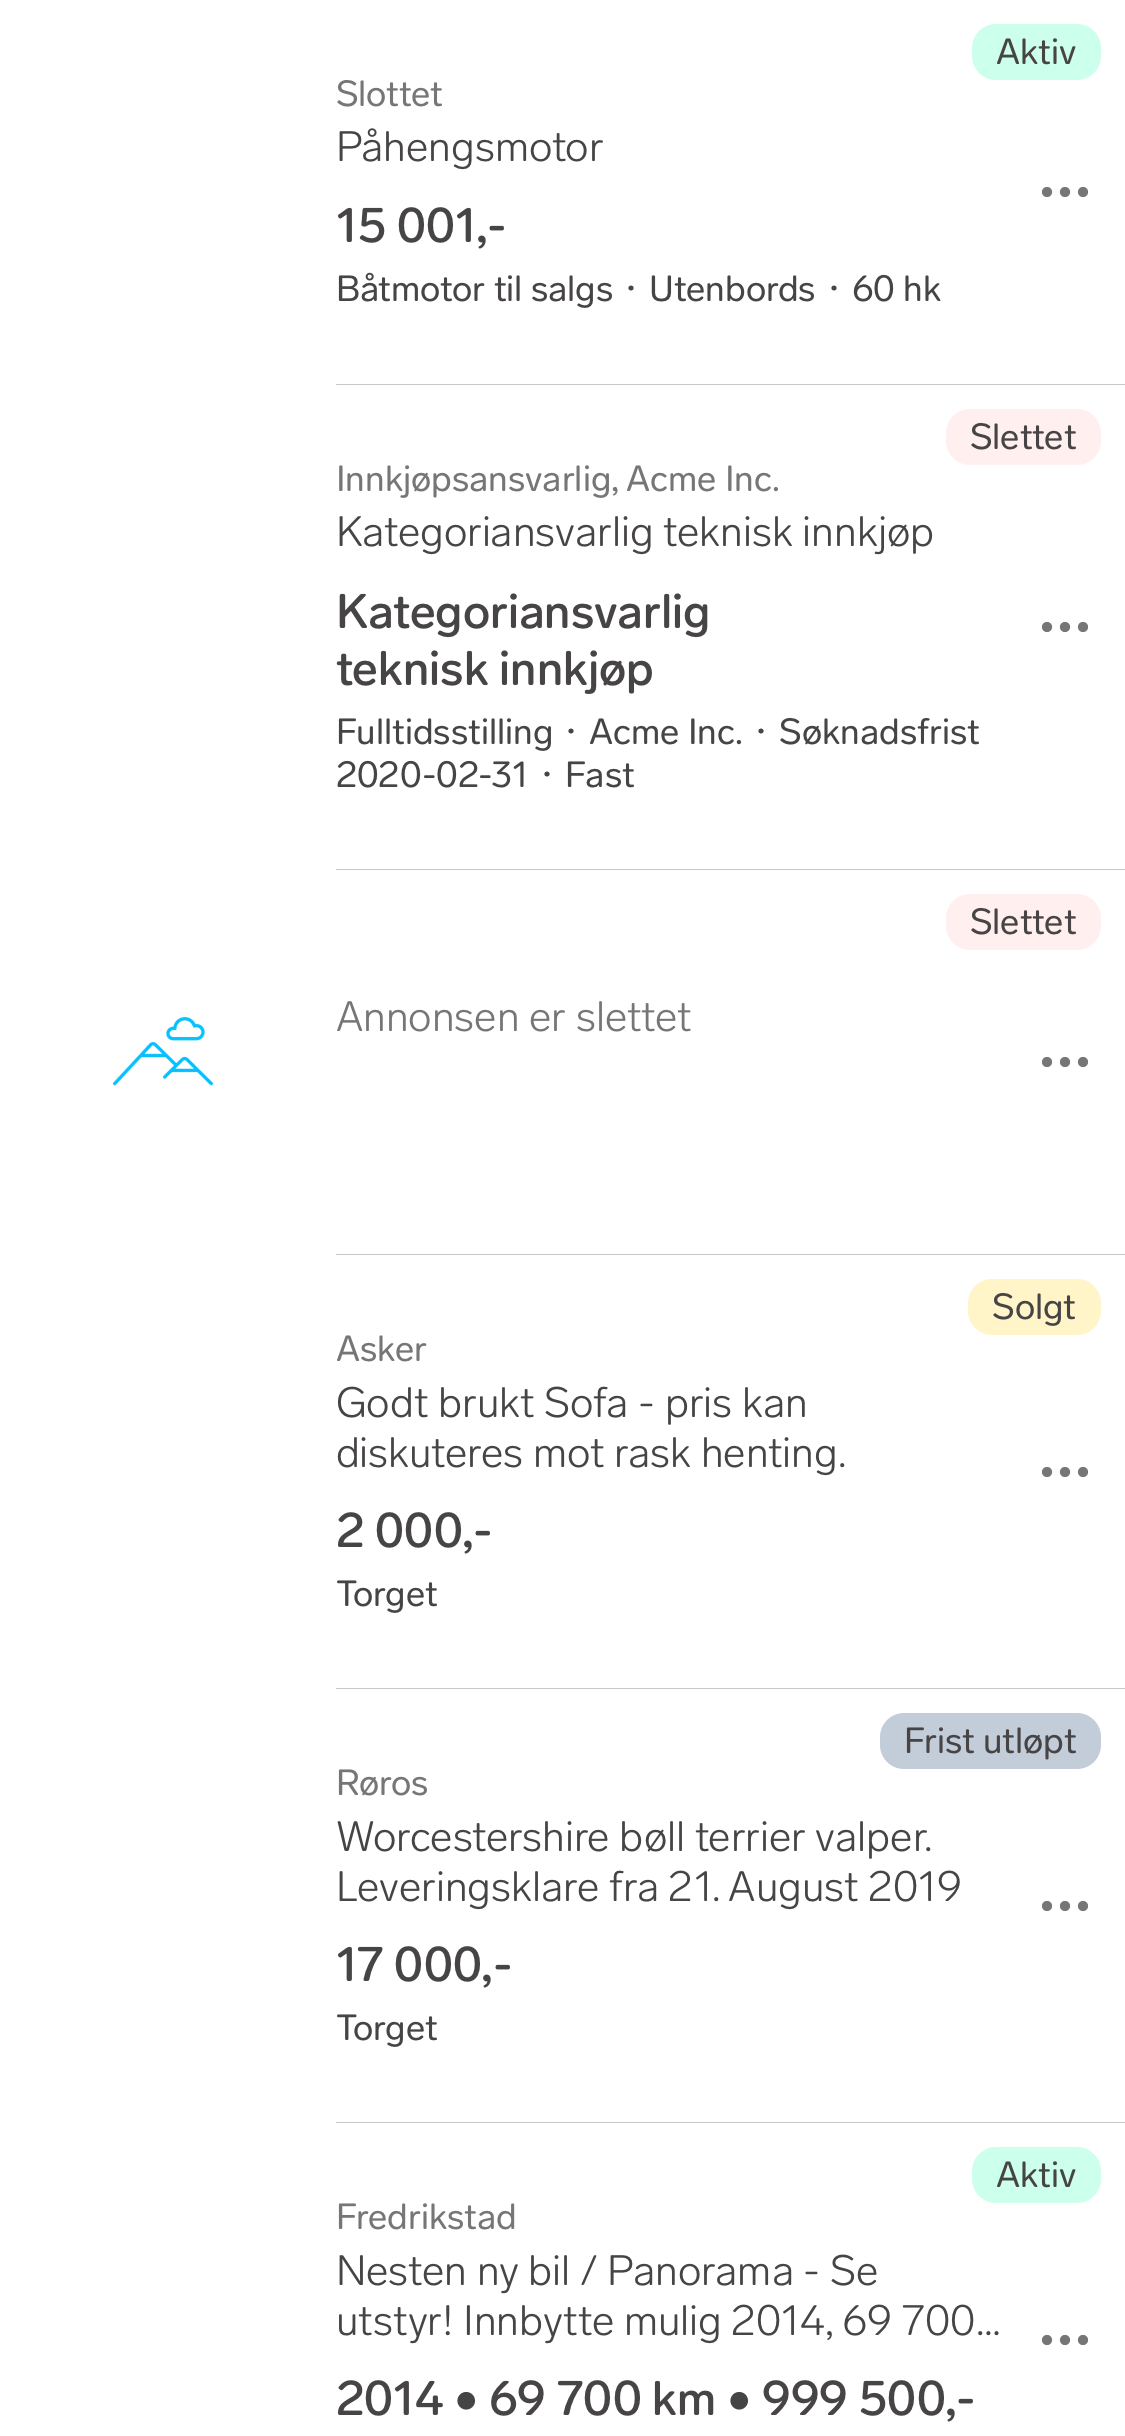 Aktiv
Slottet
Påhengsmotor
15 001,-
Båtmotor til salgs · Utenbords · 60 hk
Slettet
Innkjøpsansvarlig, Acme Inc.
Kategoriansvarlig teknisk innkjøp
Kategoriansvarlig
teknisk innkjøp
Fulltidsstilling · Acme Inc. · Søknadsfrist
2020-02-31 · Fast
Slettet
Annonsen er slettet
Solgt
Asker
Godt brukt Sofa - pris kan
diskuteres mot rask henting.
2 000,-
Torget
Frist utløpt
Røros
Worcestershire bøll terrier valper.
Leveringsklare fra 21. August 2019
17 000,-
Torget
Aktiv
Fredrikstad
Nesten ny bil / Panorama - Se
utstyr! Innbytte mulig 2014, 69 700...
2014 ● 69 700 km ● 999 500,-